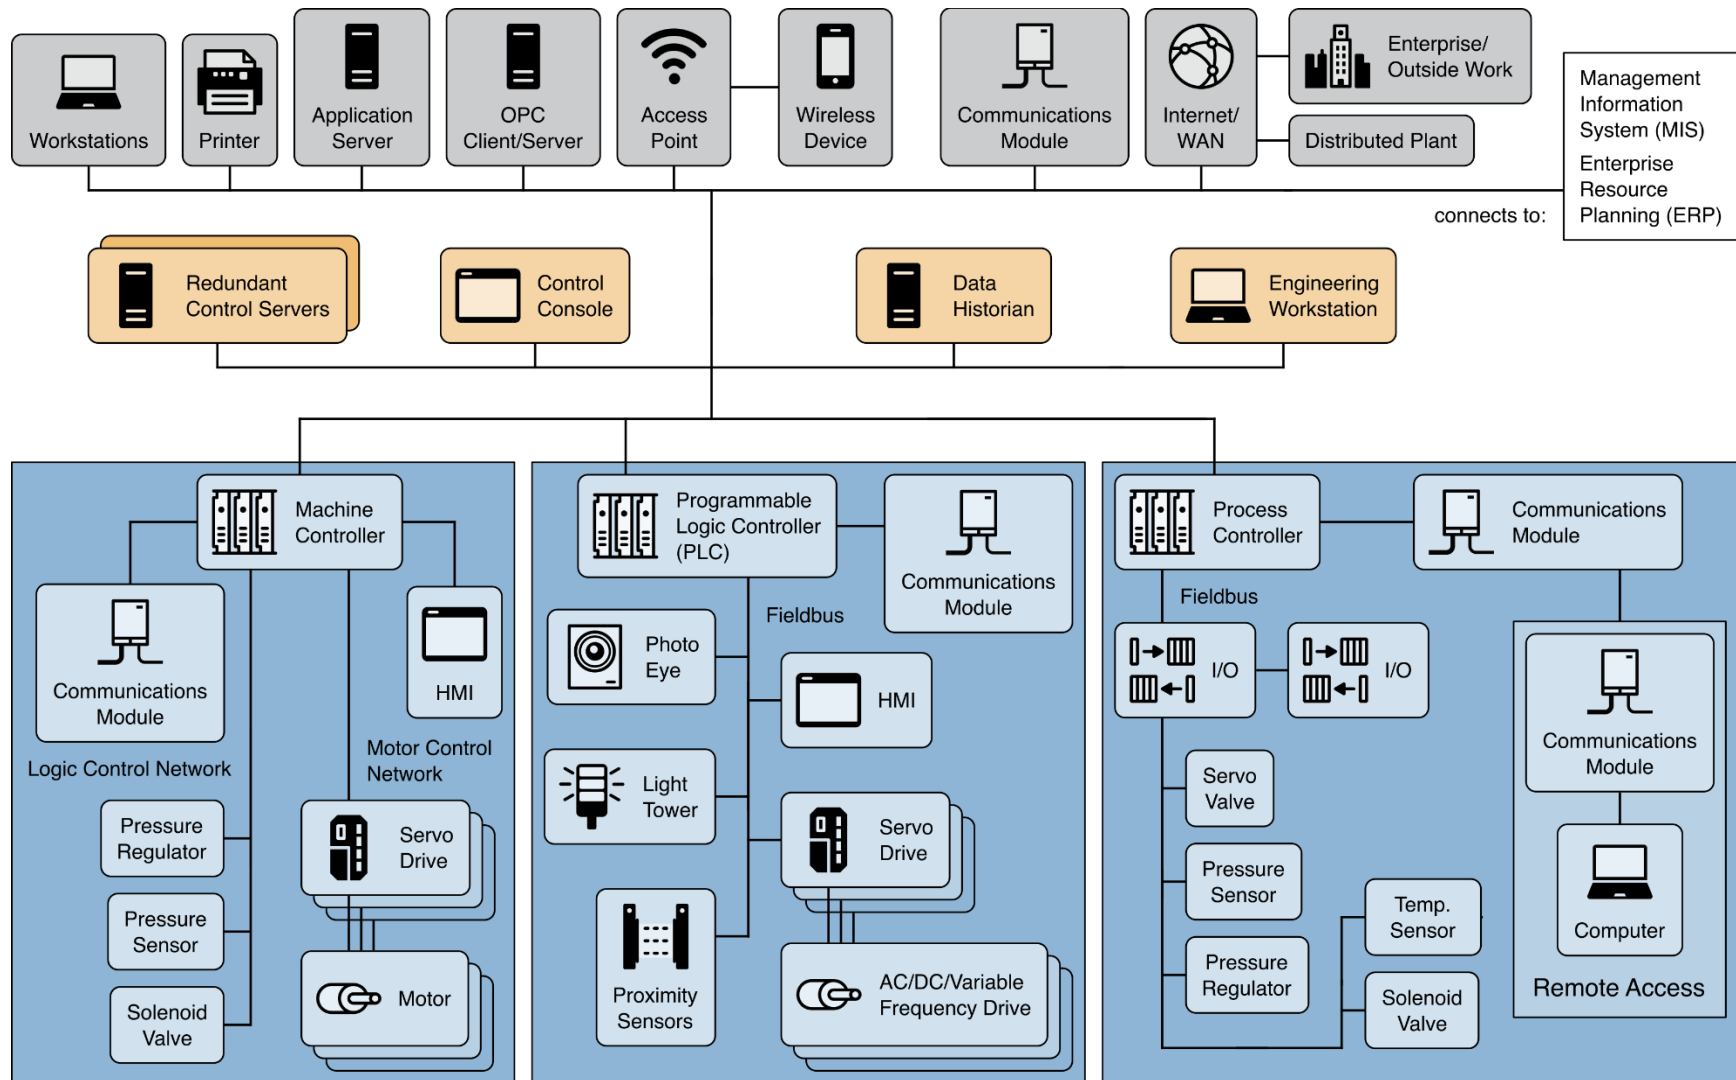 Workstations
Printer
Application
Server
OPC
Client/Server
Access
Point
Wireless
Device
Communications
Module
Internet/
WAN
Enterprise/
Outside Work
Distributed Plant
Management
Information
System (MIS)
Enterprise
Resource
Planning (ERP)
connects to:
Redundant
Control Servers
Control
Console
Data
Historian
Engineering
Workstation
Machine
Controller
Communications
Module
HMI
Logic Control Network
Motor Control
Network
Pressure
Regulator
Pressure
Sensor
Solenoid
Valve
Servo
Drive
Motor
Programmable
Logic Controller
(PLC)
Communications
Module
Fieldbus
Photo
Eye
HMI
Light
Tower
Servo
Drive
Proximity
Sensors
AC/DC/Variable
Frequency Drive
Process
Controller
Communications
Module
Fieldbus
I/O
I/O
Servo
Valve
Pressure
Sensor
Pressure
Regulator
Temp.
Sensor
Solenoid
Valve
Communications
Module
Computer
Remote Access